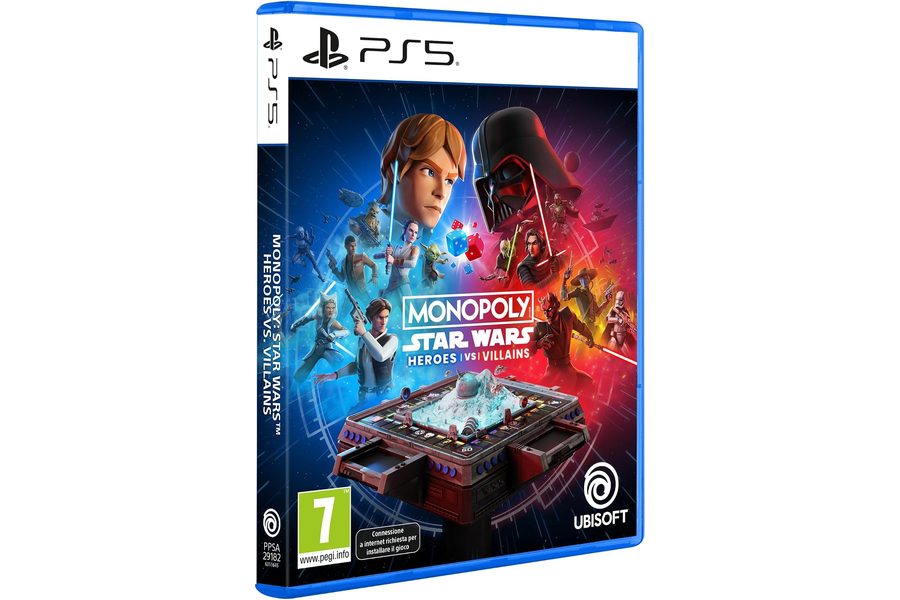 PS5
PS5
MONOPOLY: STAR WARS™
HEROES VS. VILLAINS
MONOPOLY
STAR WARS
HEROES VS VILLAINS
7
www.pegi.info
Connessione
a internet richiesta per
installare il gioco
UBISOFT
PPSA
29182